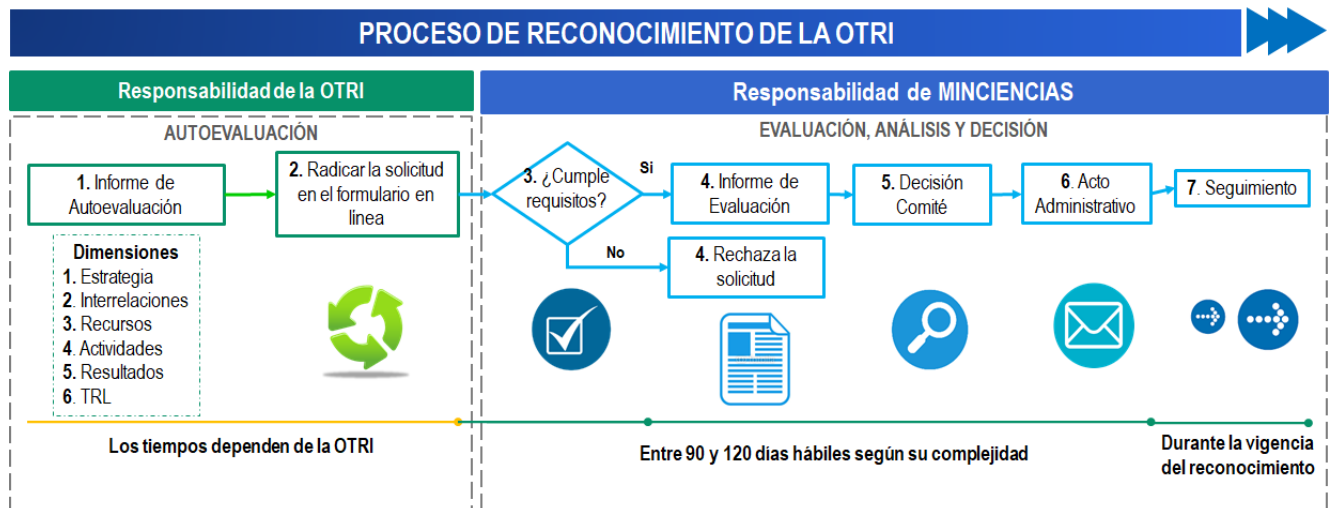 PROCESO DE RECONOCIMIENTO DE LA OTRI
Responsabilidad de la OTRI
Responsabilidad de MINCIENCIAS
AUTOEVALUACIÓN
EVALUACIÓN, ANÁLISIS Y DECISIÓN
1. Informe de
Autoevaluación
2. Radicar la solicitud
en el formulario en
línea
3. ¿Cumple
requisitos?
Si
4. Informe de
Evaluación
5. Decisión
Comité
6. Acto
Administrativo
7. Seguimiento
No
4. Rechaza la
solicitud
Dimensiones
1. Estrategia
2. Interrelaciones
3. Recursos
4. Actividades
5. Resultados
6. TRL
Los tiempos dependen de la OTRI
Entre 90 y 120 días hábiles según su complejidad
Durante la vigencia
del reconocimiento